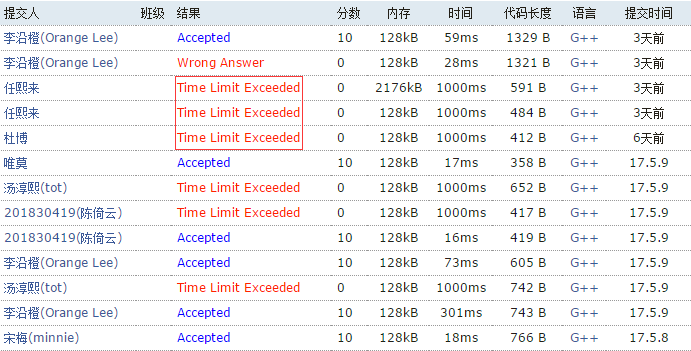 提交人 班级 结果 分数 内存 时间 代码长度 语言 提交时间
李沿橙(Orange Lee) Accepted 10 128kB 59ms 1329 B G++ 3天前
李沿橙(Orange Lee) Wrong Answer 0 128kB 28ms 1321 B G++ 3天前
任熙来 Time Limit Exceeded 0 2176kB 1000ms 591 B G++ 3天前
任熙来 Time Limit Exceeded 0 128kB 1000ms 484 B G++ 3天前
杜博 Time Limit Exceeded 0 128kB 1000ms 412 B G++ 6天前
唯莫 Accepted 10 128kB 17ms 358 B G++ 17.5.9
汤淳熙(tot) Time Limit Exceeded 0 128kB 1000ms 652 B G++ 17.5.9
201830419(陈倚云) Time Limit Exceeded 0 128kB 1000ms 417 B G++ 17.5.9
201830419(陈倚云) Accepted 10 128kB 16ms 419 B G++ 17.5.9
李沿橙(Orange Lee) Accepted 10 128kB 73ms 605 B G++ 17.5.9
汤淳熙(tot) Time Limit Exceeded 0 128kB 1000ms 742 B G++ 17.5.9
李沿橙(Orange Lee) Accepted 10 128kB 301ms 743 B G++ 17.5.9
宋梅(minnie) Accepted 10 128kB 18ms 766 B G++ 17.5.8